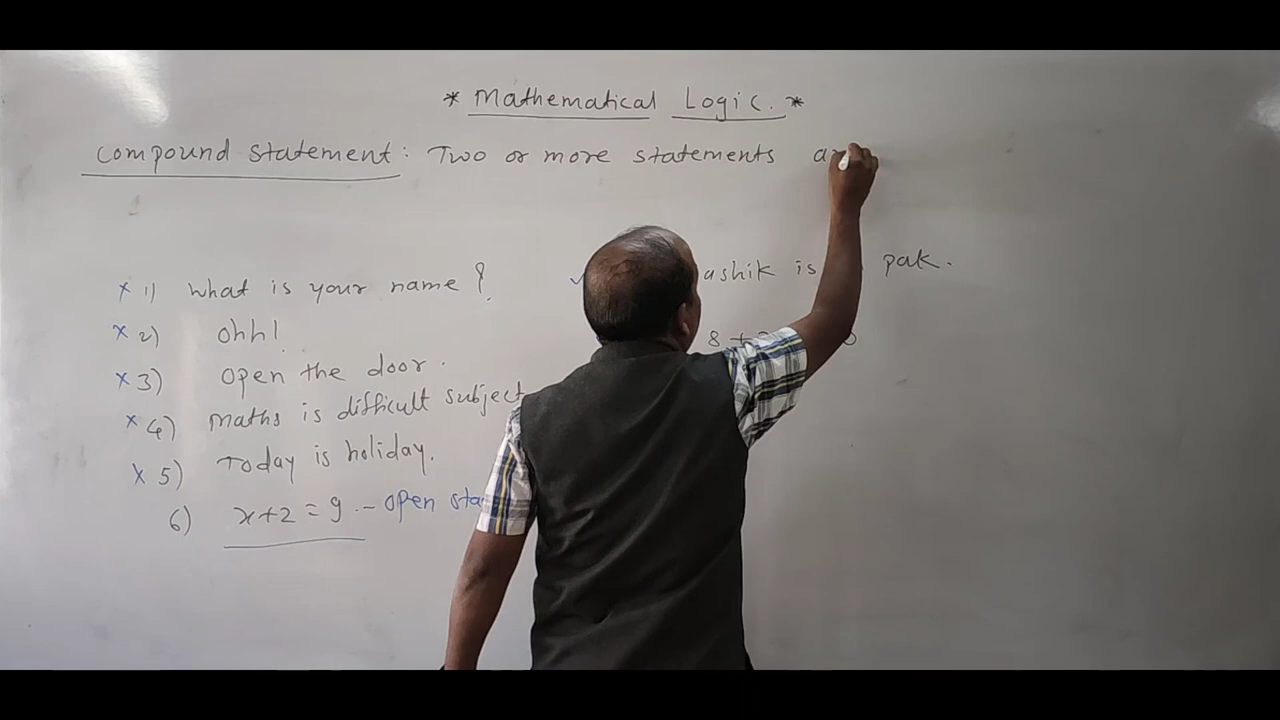 * Mathematical Logic. *
Compound Statement: Two or more statements
x 1) What is your name?
x 2) Ohh!
x 3) Open the door.
x 4) Maths is difficult subject
x 5) Today is holiday.
6) x+2=9.- Open
✓ ashik is pak.
8 +